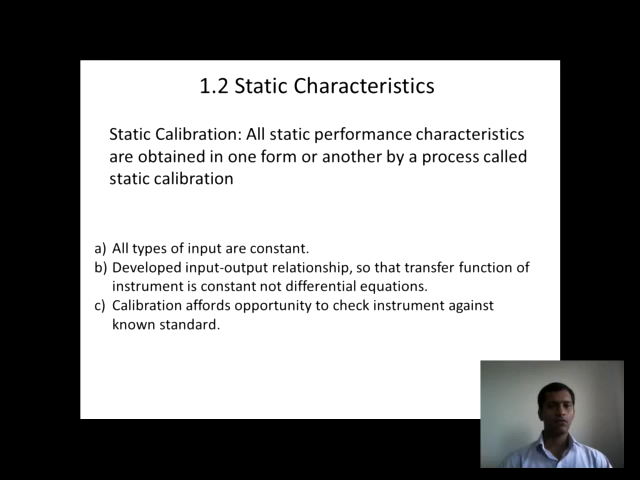 1.2 Static Characteristics
Static Calibration: All static performance characteristics
are obtained in one form or another by a process called
static calibration
a) All types of input are constant.
b) Developed input-output relationship, so that transfer function of
instrument is constant not differential equations.
c) Calibration affords opportunity to check instrument against
known standard.